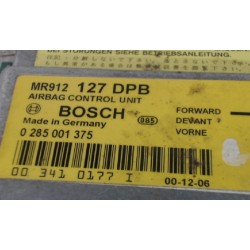 BEI STÖRUNGEN SIEHE BETRIEBSANLEITUNG.
MR912 127 DPB
AIRBAG CONTROL UNIT
BOSCH
985
Made in Germany
0 285 001 375
FORWARD
DEVANT
VORNE
00 341 0177 I
00-12-06